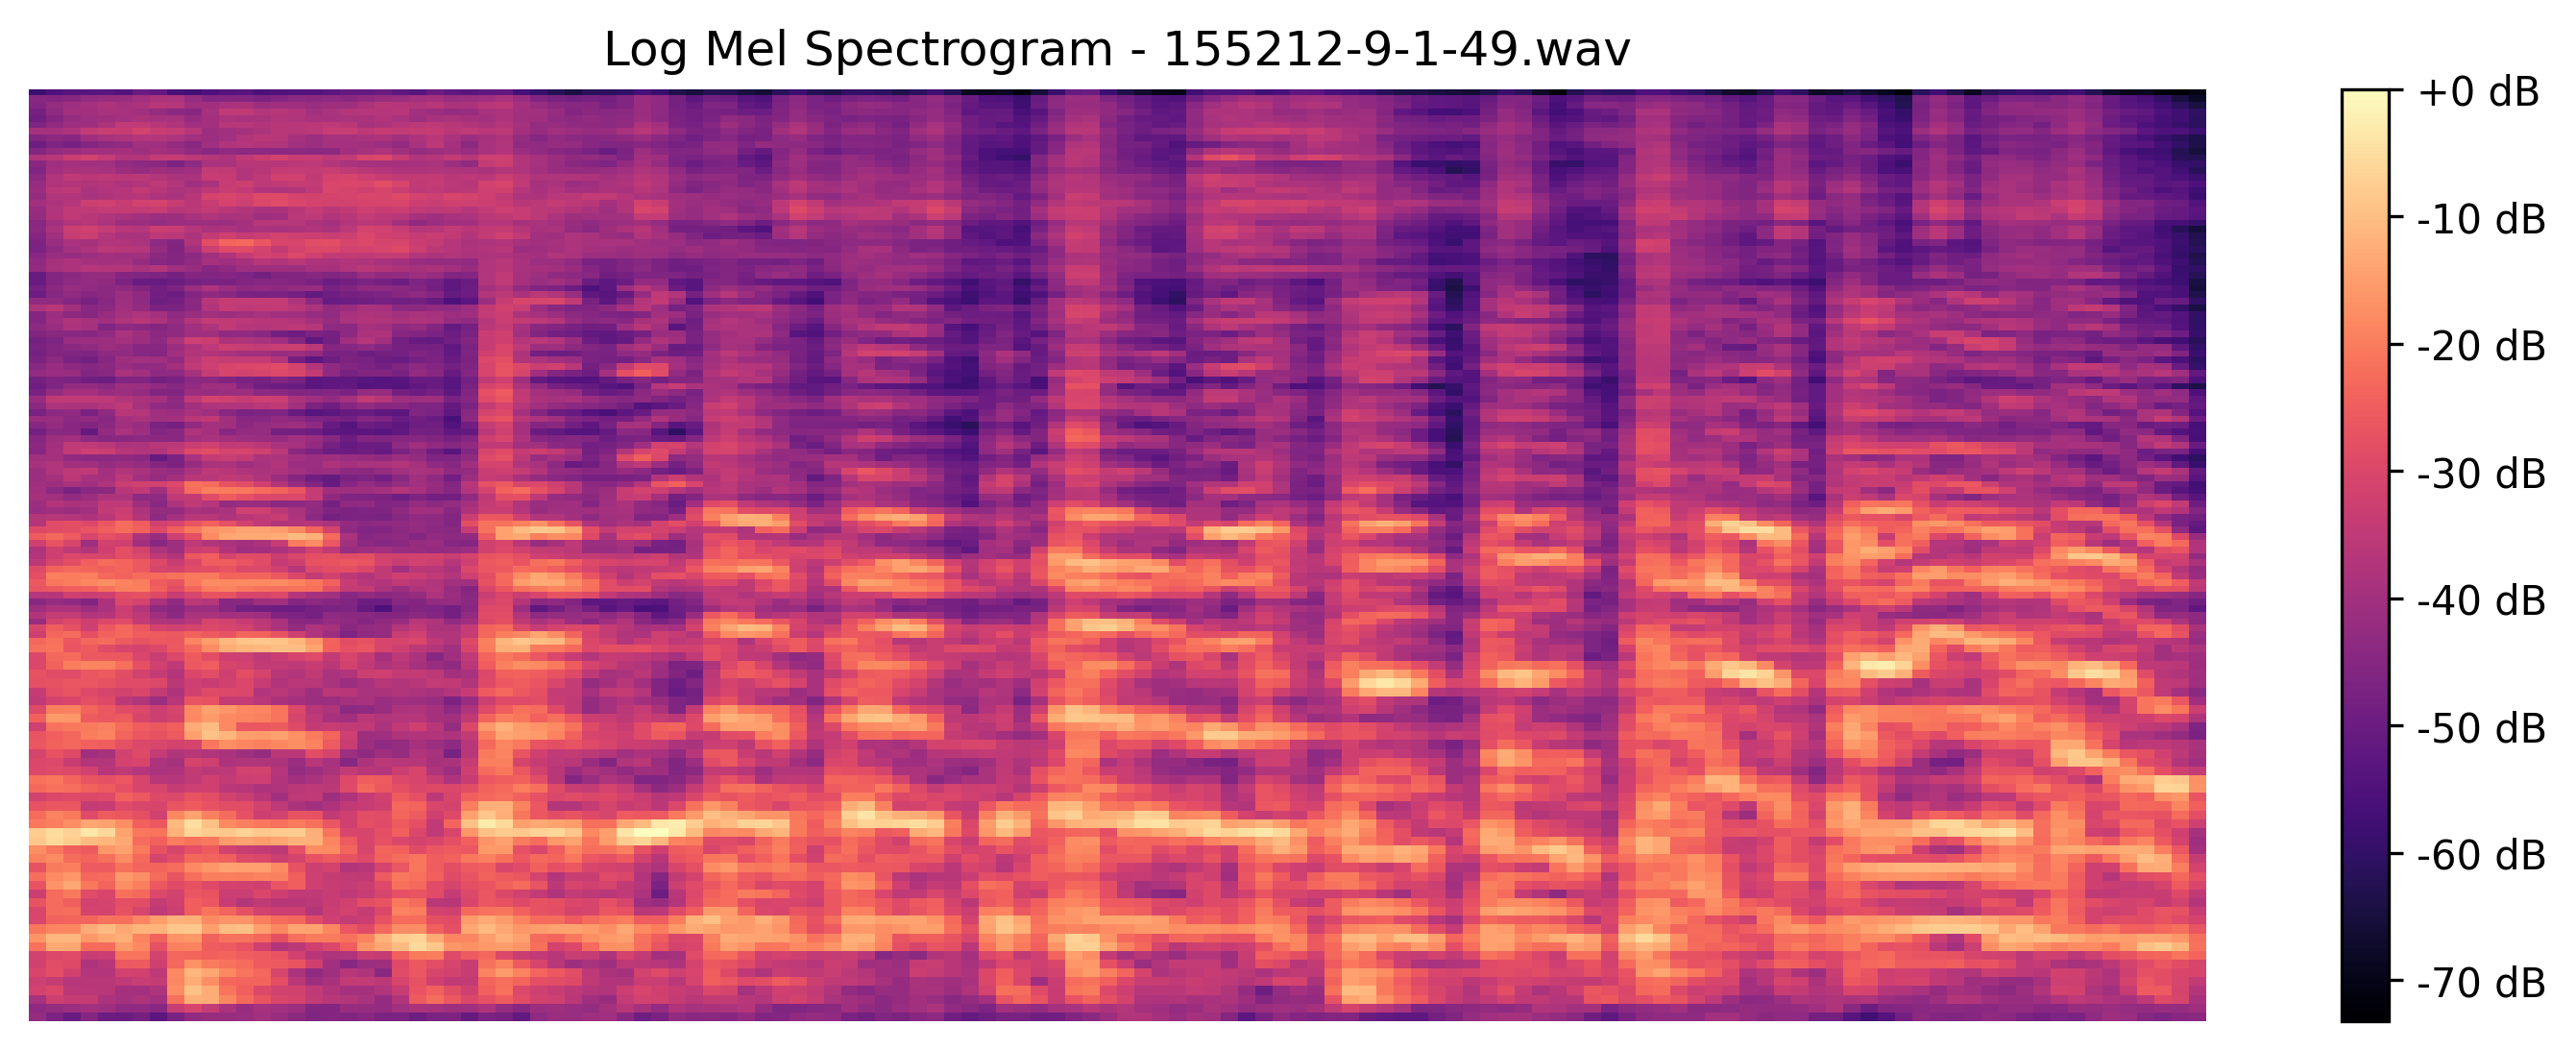 Log Mel Spectrogram - 155212-9-1-49.wav
+0 dB
-10 dB
-20 dB
-30 dB
-40 dB
-50 dB
-60 dB
-70 dB